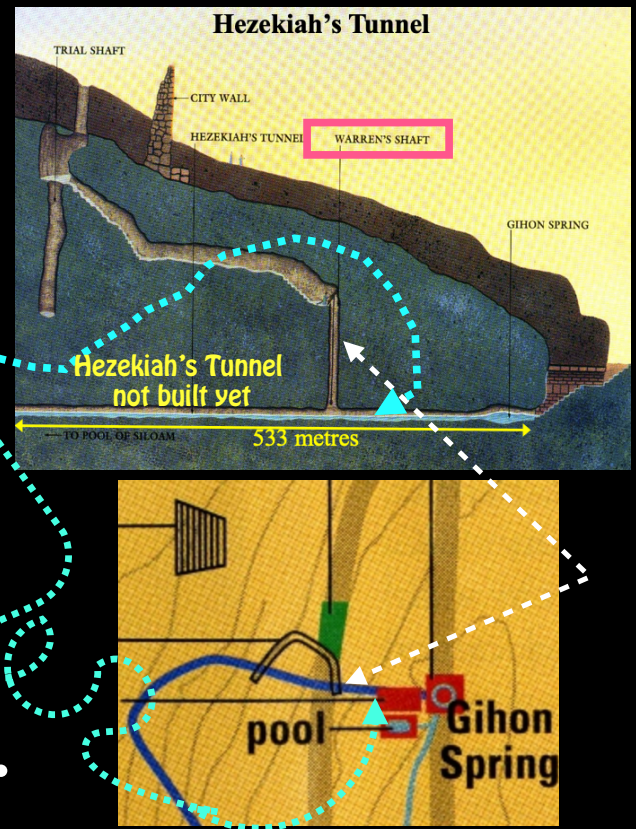 Hezekiah's Tunnel
TRIAL SHAFT
CITY WALL
HEZEKIAH'S TUNNEL
WARREN'S SHAFT
GIHON SPRING
Hezekiah's Tunnel
not built yet
TO POOL OF SILOAM
533 metres
pool
Gihon
Spring